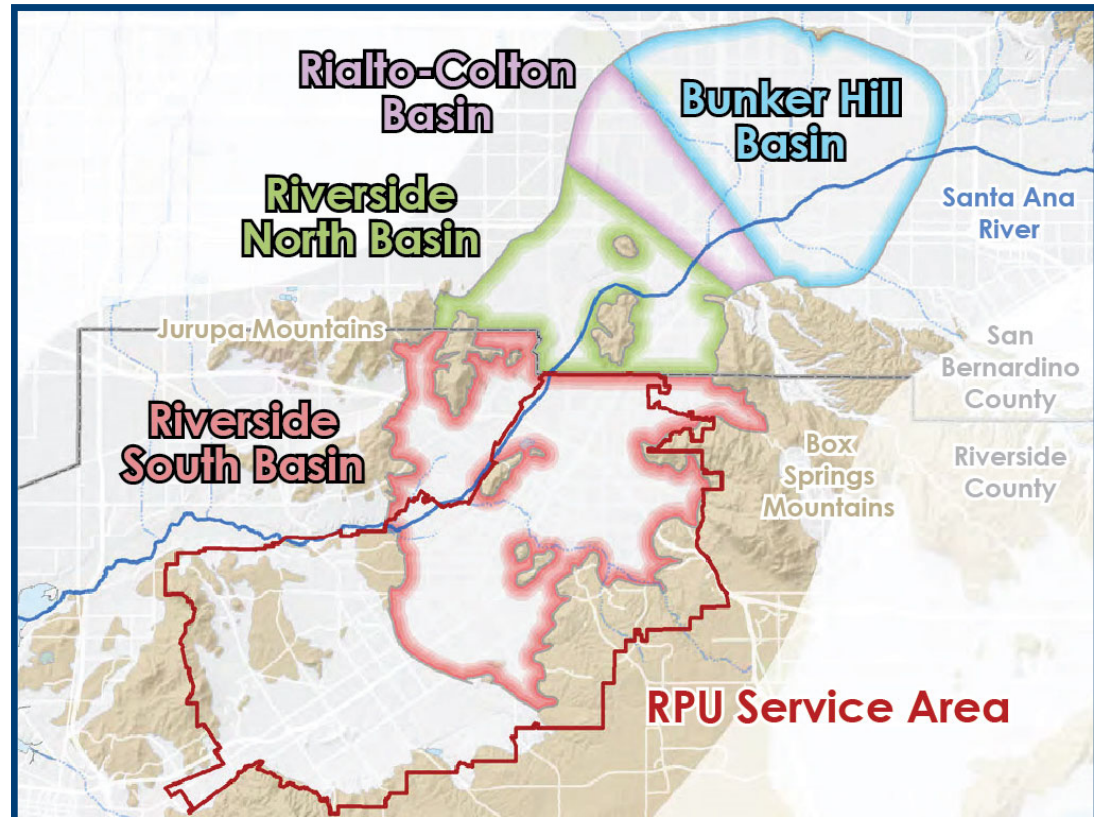 Rialto-Colton
Basin
Bunker Hill
Basin
Riverside
North Basin
Santa Ana
River
Jurupa Mountains
San
Bernardino
County
Riverside
South Basin
Box
Springs
Mountains
Riverside
County
RPU Service Area